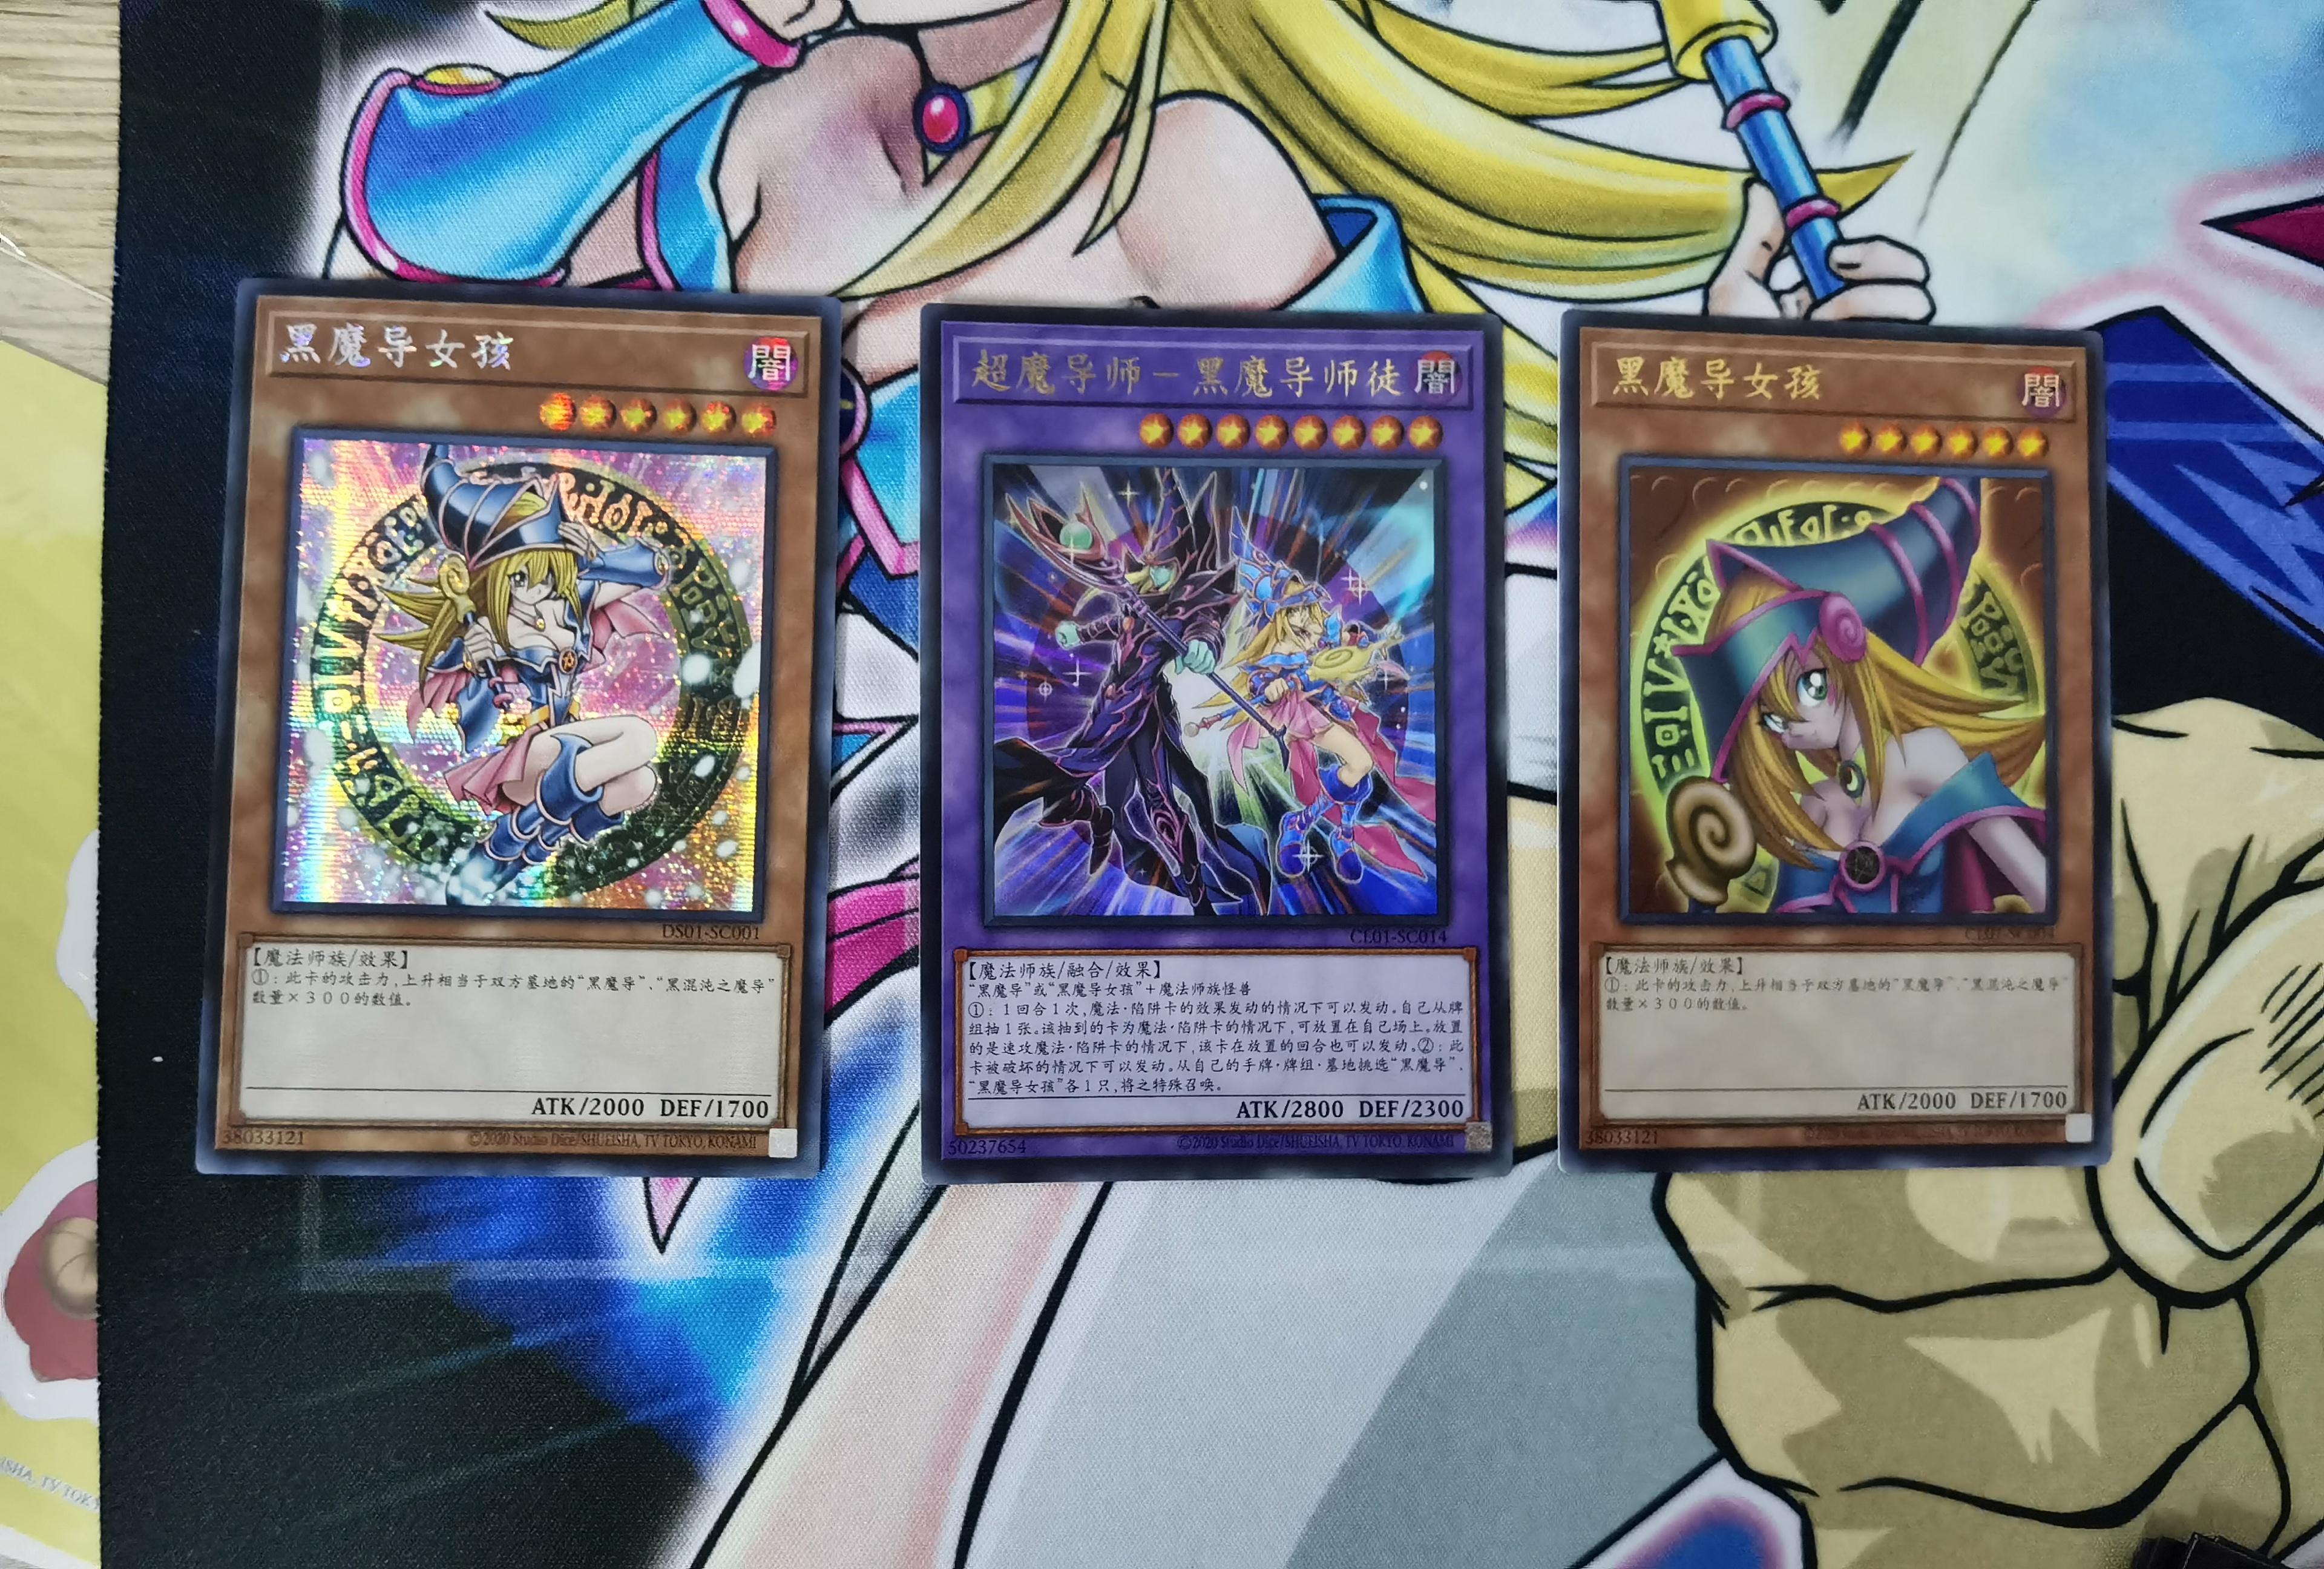 黑魔导女孩
闇
DS01-SC001
【魔法师族/效果】
①：此卡的攻击力,上升相当于双方墓地的“黑魔导”、“黑混沌之魔导”
数量×300的数值。
ATK/2000 DEF/1700
38033121
©2020 Studio Dice/SHUEISHA, TV TOKYO, KONAMI
超魔导师－黑魔导师徒
闇
CL01-SC014
【魔法师族/融合/效果】
“黑魔导”或“黑魔导女孩”＋魔法师族怪兽
①：1回合1次,魔法·陷阱卡的效果发动的情况下可以发动。自己从牌
组抽1张。该抽到的卡为魔法·陷阱卡的情况下,可放置在自己场上。放置
的是速攻魔法·陷阱卡的情况下,该卡在放置的回合也可以发动。②：此
卡被破坏的情况下可以发动。从自己的手牌·牌组·墓地挑选“黑魔导”、
“黑魔导女孩”各1只,将之特殊召唤。
ATK/2800 DEF/2300
50237654
©2020 Studio Dice/SHUEISHA, TV TOKYO, KONAMI
黑魔导女孩
闇
【魔法师族/效果】
①：此卡的攻击力,上升相当于双方墓地的“黑魔导”、“黑混沌之魔导”
数量×300的数值。
ATK/2000 DEF/1700
38033121